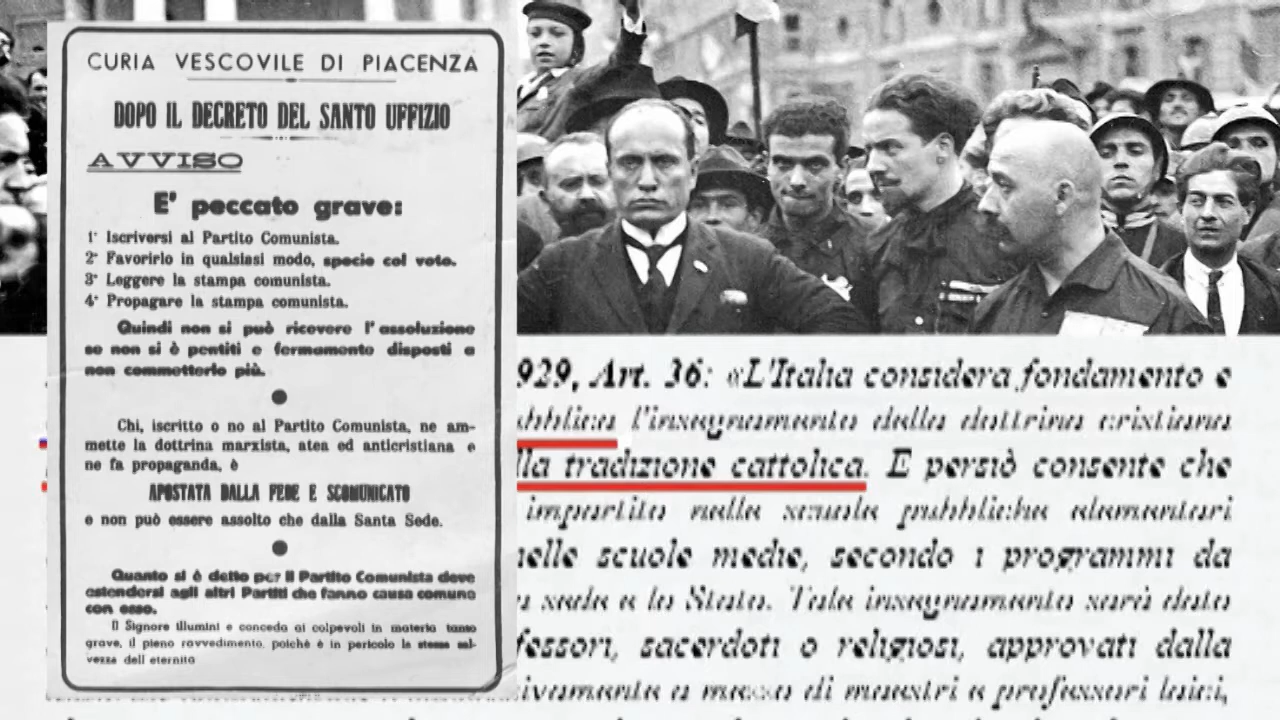 CURIA VESCOVILE DI PIACENZA
DOPO IL DECRETO DEL SANTO UFFIZIO
AVVISO
E' peccato grave:
1° Iscriversi al Partito Comunista.
2° Favorirlo in qualsiasi modo, specie col voto.
3° Leggere la stampa comunista.
4° Propagare la stampa comunista.
Quindi non si può ricevere l'assoluzione
se non si è pentiti e fermamente disposti a
non commetterlo più.
Chi, iscritto o no al Partito Comunista, ne am-
mette la dottrina marxista, atea ed anticristiana e
ne fa propaganda, è
APOSTATA DALLA FEDE E SCOMUNICATO
e non può essere assolto che dalla Santa Sede.
Quanto si è detto per il Partito Comunista deve
estendersi agli altri Partiti che fanno causa comune
con esso.
Il Signore illumini e conceda ai colpevoli in materia tanto
grave, il pieno ravvedimento, poichè è in pericolo la stessa sal-
vezza dell'eternità
929, Art. 36: «L'Italia considera fondamento e
l'insegnamento della dottrina cristiana
lla tradizione cattolica. E perciò consente che
impartito nelle scuole pubbliche elementari
nelle scuole medie, secondo i programmi da
a sede e lo Stato. Tale insegnamento sarà dato
fessori, sacerdoti o religiosi, approvati dalla
ivamente a mezzo di maestri e professori laici,